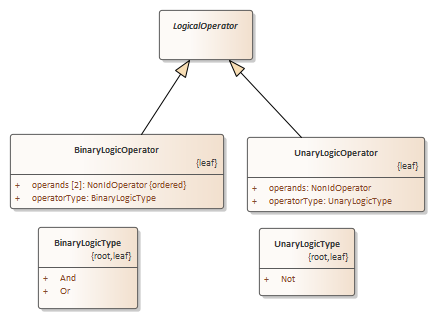 LogicalOperator
BinaryLogicOperator
{leaf}
+ operands [2]: NonIdOperator {ordered}
+ operatorType: BinaryLogicType
UnaryLogicOperator
{leaf}
+ operands: NonIdOperator
+ operatorType: UnaryLogicType
BinaryLogicType
{root,leaf}
+ And
+ Or
UnaryLogicType
{root,leaf}
+ Not